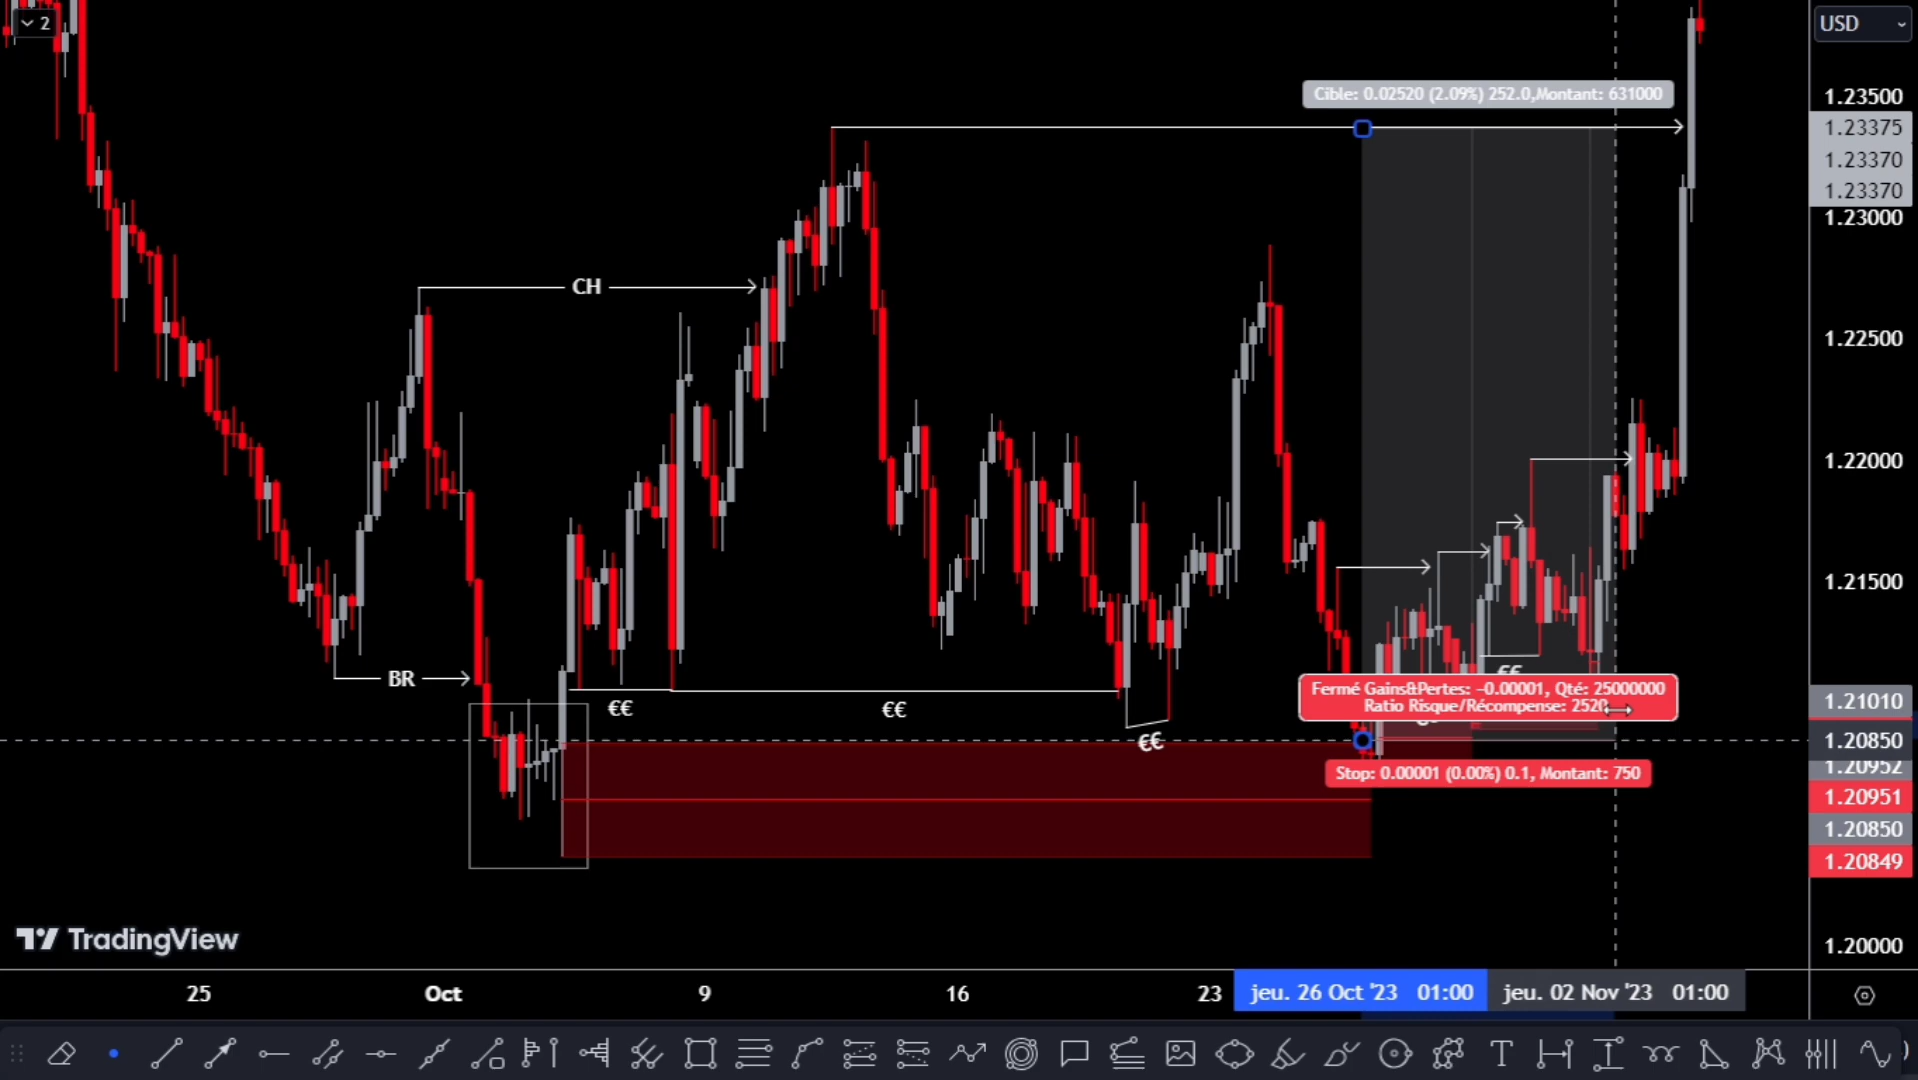 2
USD
Cible: 0.02520 (2.09%) 252.0,Montant: 631000
1.23500
1.23375
1.23370
1.23370
1.23000
CH
1.22500
1.22000
1.21500
BR
€€
€€
€€
€€
Fermé Gains&Pertes: −0.00001, Qté: 25000000
Ratio Risque/Récompense: 2520
Stop: 0.00001 (0.00%) 0.1, Montant: 750
1.21010
1.20850
1.20952
1.20951
1.20850
1.20849
TradingView
1.20000
25
Oct
9
16
23
jeu. 26 Oct '23 01:00
jeu. 02 Nov '23 01:00